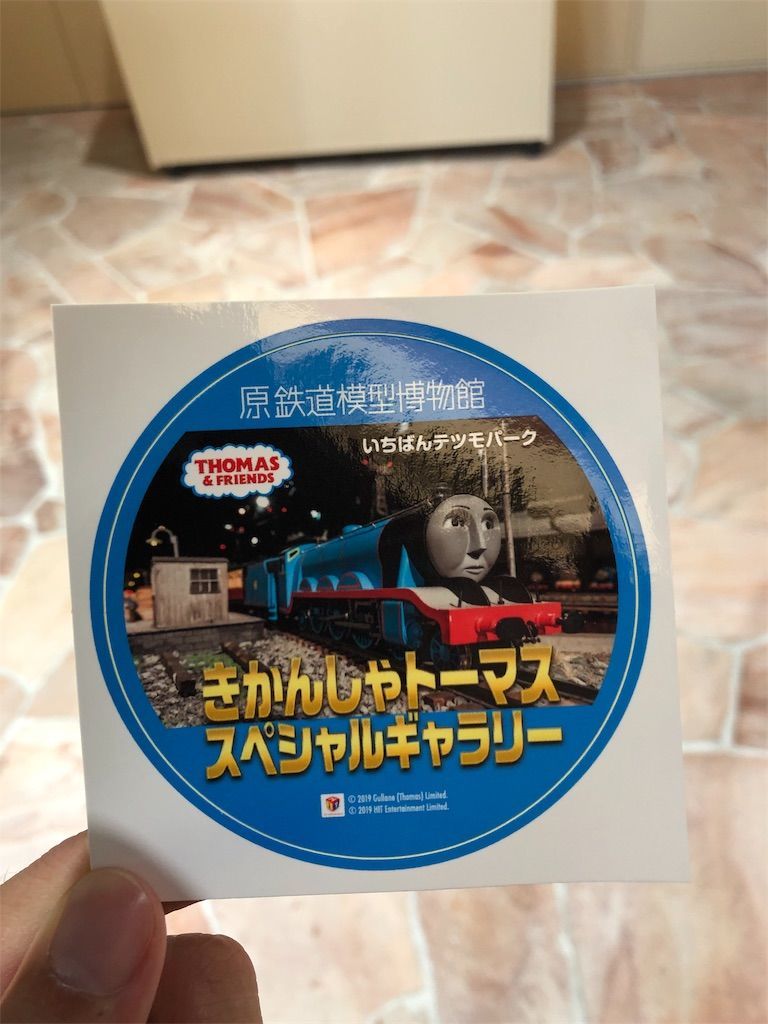 原鉄道模型博物館
いちばんテツモパーク
THOMAS
& FRIENDS
きかんしゃトーマス
スペシャルギャラリー
© 2019 Gullane (Thomas) Limited.
© 2019 HIT Entertainment Limited.